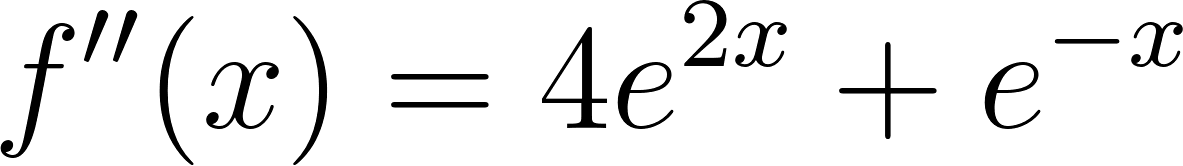 f''(x) = 4e^{2x} + e^{-x}